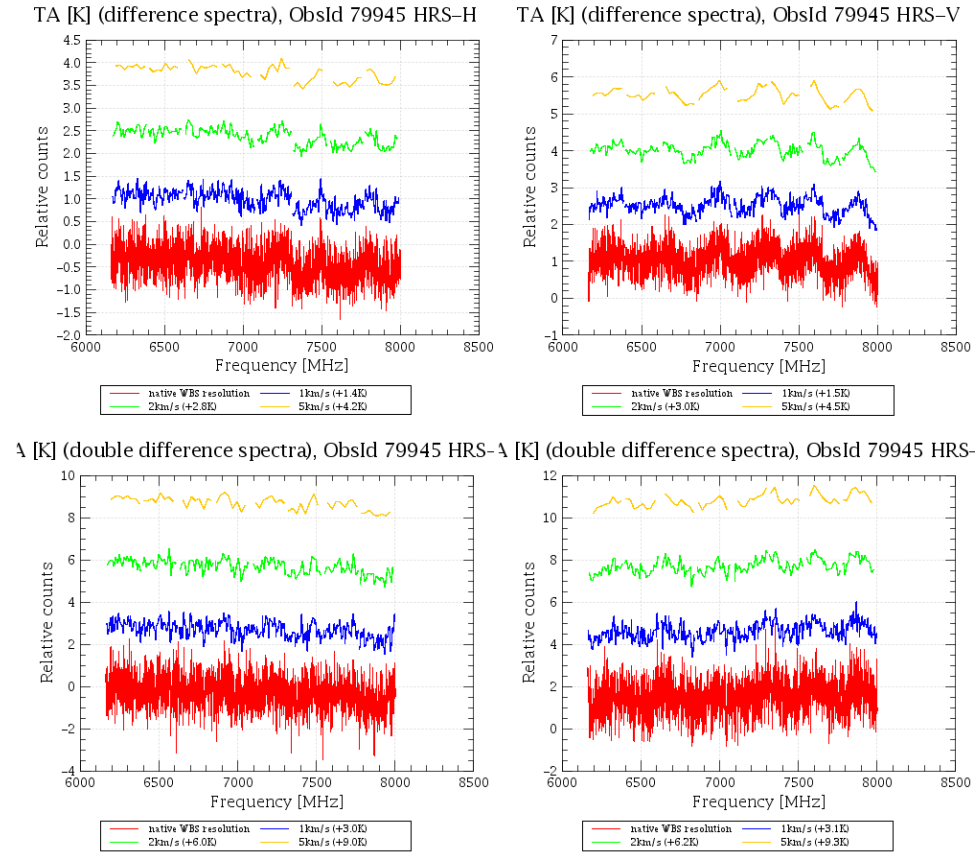 TA [K] (difference spectra), ObsId 79945 HRS–H
4.5
4.0
3.5
3.0
2.5
2.0
1.5
1.0
0.5
0.0
−0.5
−1.0
−1.5
−2.0
Relative counts
6000 6500 7000 7500 8000 8500
Frequency [MHz]
native WBS resolution 1km/s (+1.4K)
2km/s (+2.8K) 5km/s (+4.2K)
TA [K] (difference spectra), ObsId 79945 HRS–V
7
6
5
4
3
2
1
0
−1
Relative counts
6000 6500 7000 7500 8000 8500
Frequency [MHz]
native WBS resolution 1km/s (+1.5K)
2km/s (+3.0K) 5km/s (+4.5K)
[K] (double difference spectra), ObsId 79945 HRS–
10
8
6
4
2
0
−2
−4
Relative counts
6000 6500 7000 7500 8000 8500
Frequency [MHz]
native WBS resolution 1km/s (+3.0K)
2km/s (+6.0K) 5km/s (+9.0K)
[K] (double difference spectra), ObsId 79945 HRS–
12
10
8
6
4
2
0
−2
Relative counts
6000 6500 7000 7500 8000 8500
Frequency [MHz]
native WBS resolution 1km/s (+3.1K)
2km/s (+6.2K) 5km/s (+9.3K)